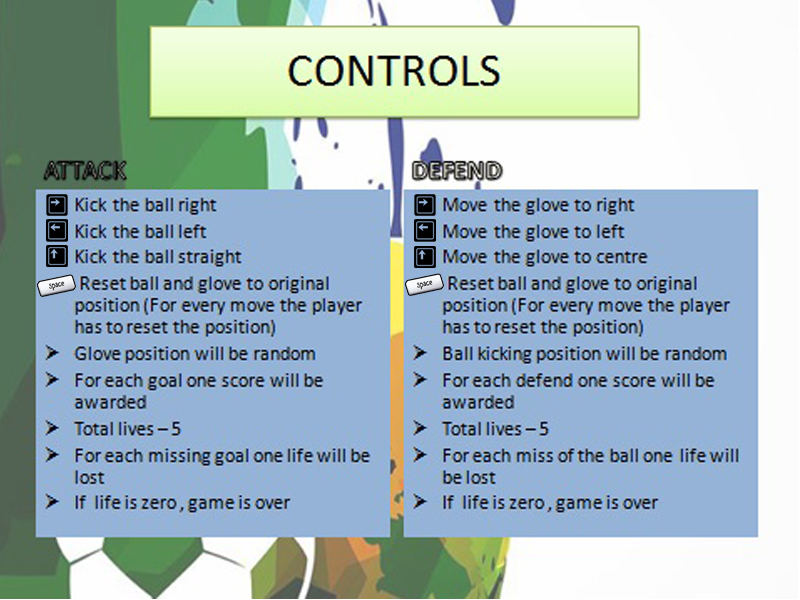 CONTROLS
ATTACK
Kick the ball right
Kick the ball left
Kick the ball straight
Space Reset ball and glove to original
position (For every move the player
has to reset the position)
Glove position will be random
For each goal one score will be
awarded
Total lives – 5
For each missing goal one life will be
lost
If life is zero , game is over
DEFEND
Move the glove to right
Move the glove to left
Move the glove to centre
Space Reset ball and glove to original
position (For every move the player
has to reset the position)
Ball kicking position will be random
For each defend one score will be
awarded
Total lives – 5
For each miss of the ball one life will
be lost
If life is zero , game is over